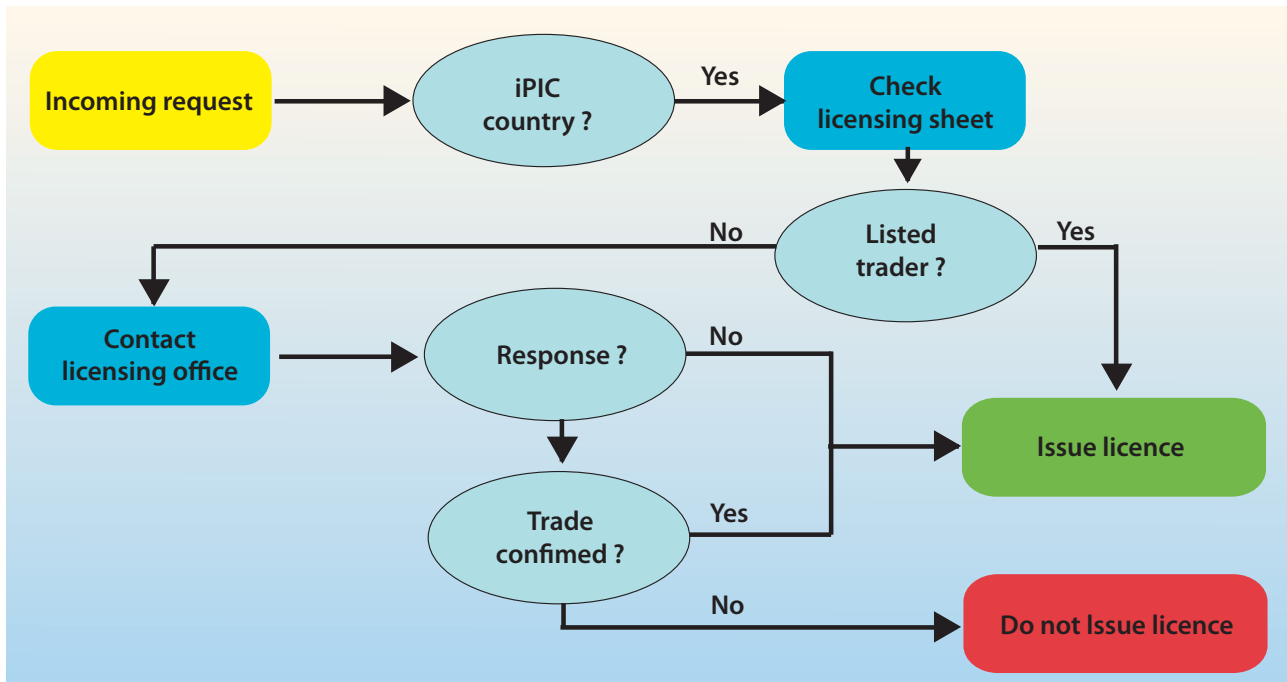 Incoming request
iPIC
country ?
Yes
Check
licensing sheet
Listed
trader ?
No
Yes
Contact
licensing office
Response ?
No
Issue licence
Trade
confimed ?
Yes
No
Do not Issue licence